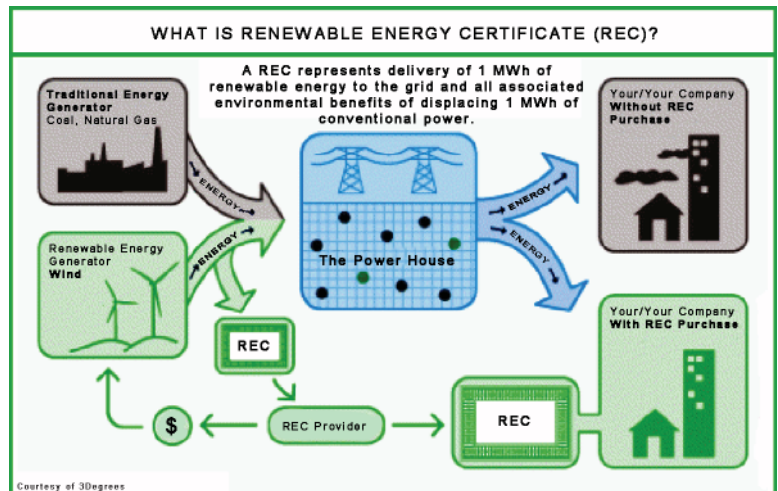 WHAT IS RENEWABLE ENERGY CERTIFICATE (REC)?
A REC represents delivery of 1 MWh of
renewable energy to the grid and all associated
environmental benefits of displacing 1 MWh of
conventional power.
Traditional Energy
Generator
Coal, Natural Gas
ENERGY
Renewable Energy
Generator
Wind
ENERGY
The Power House
ENERGY
ENERGY
Your/Your Company
Without REC
Purchase
Your/Your Company
With REC Purchase
REC
$
REC Provider
REC
Courtesy of 3Degrees